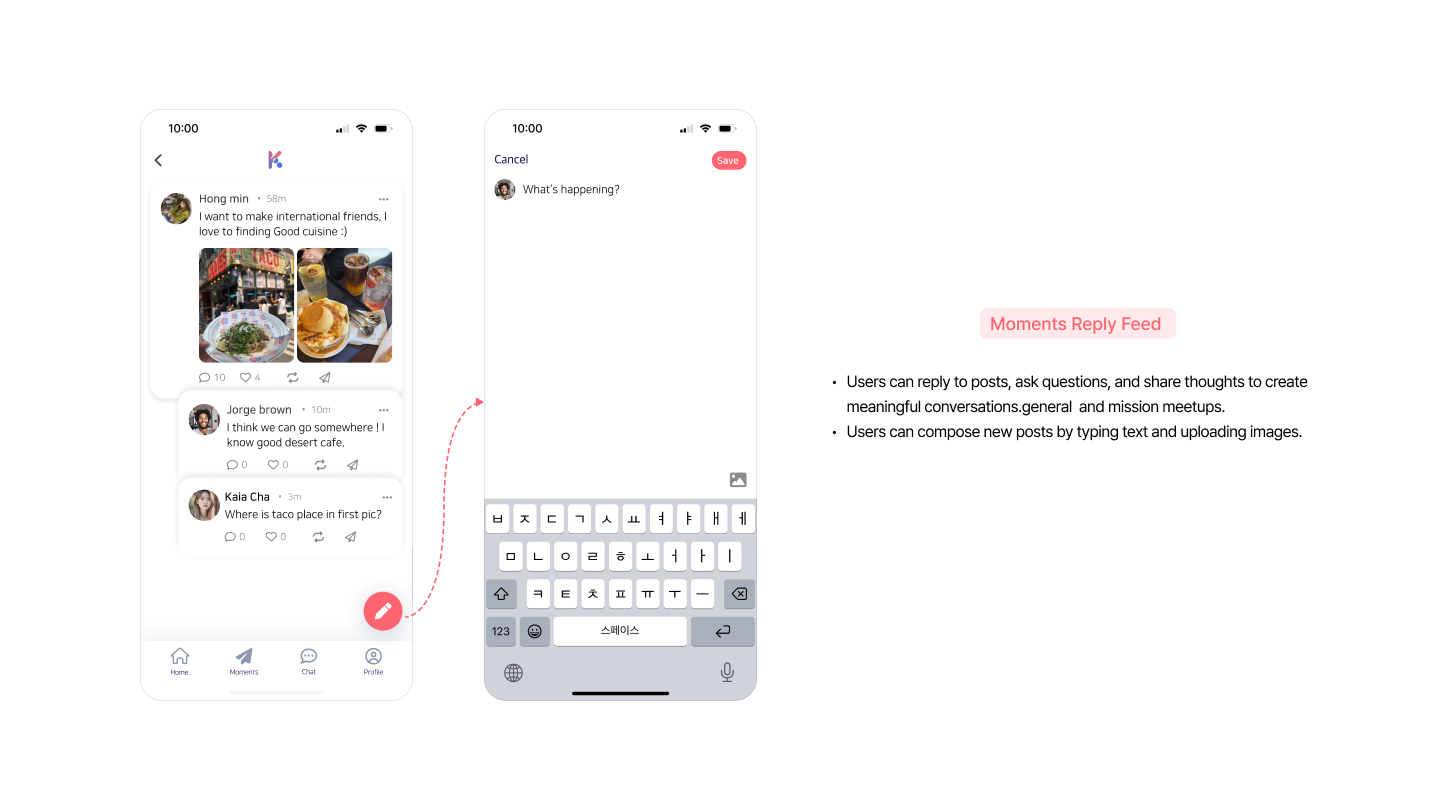 10:00
Hong min • 58m
I want to make international friends. I
love to finding Good cuisine :)
TACO
10 4
Jorge brown • 10m
I think we can go somewhere ! I
know good desert cafe.
0 0
Kaia Cha • 3m
Where is taco place in first pic?
0 0
Home Moments Chat Profile
10:00
Cancel Save
What's happening?
ㅂ ㅈ ㄷ ㄱ ㅅ ㅛ ㅕ ㅑ ㅐ ㅔ
ㅁ ㄴ ㅇ ㄹ ㅎ ㅗ ㅓ ㅏ ㅣ
ㅋ ㅌ ㅊ ㅍ ㅠ ㅜ ㅡ
123 스페이스
Moments Reply Feed
• Users can reply to posts, ask questions, and share thoughts to create
meaningful conversations.general and mission meetups.
• Users can compose new posts by typing text and uploading images.